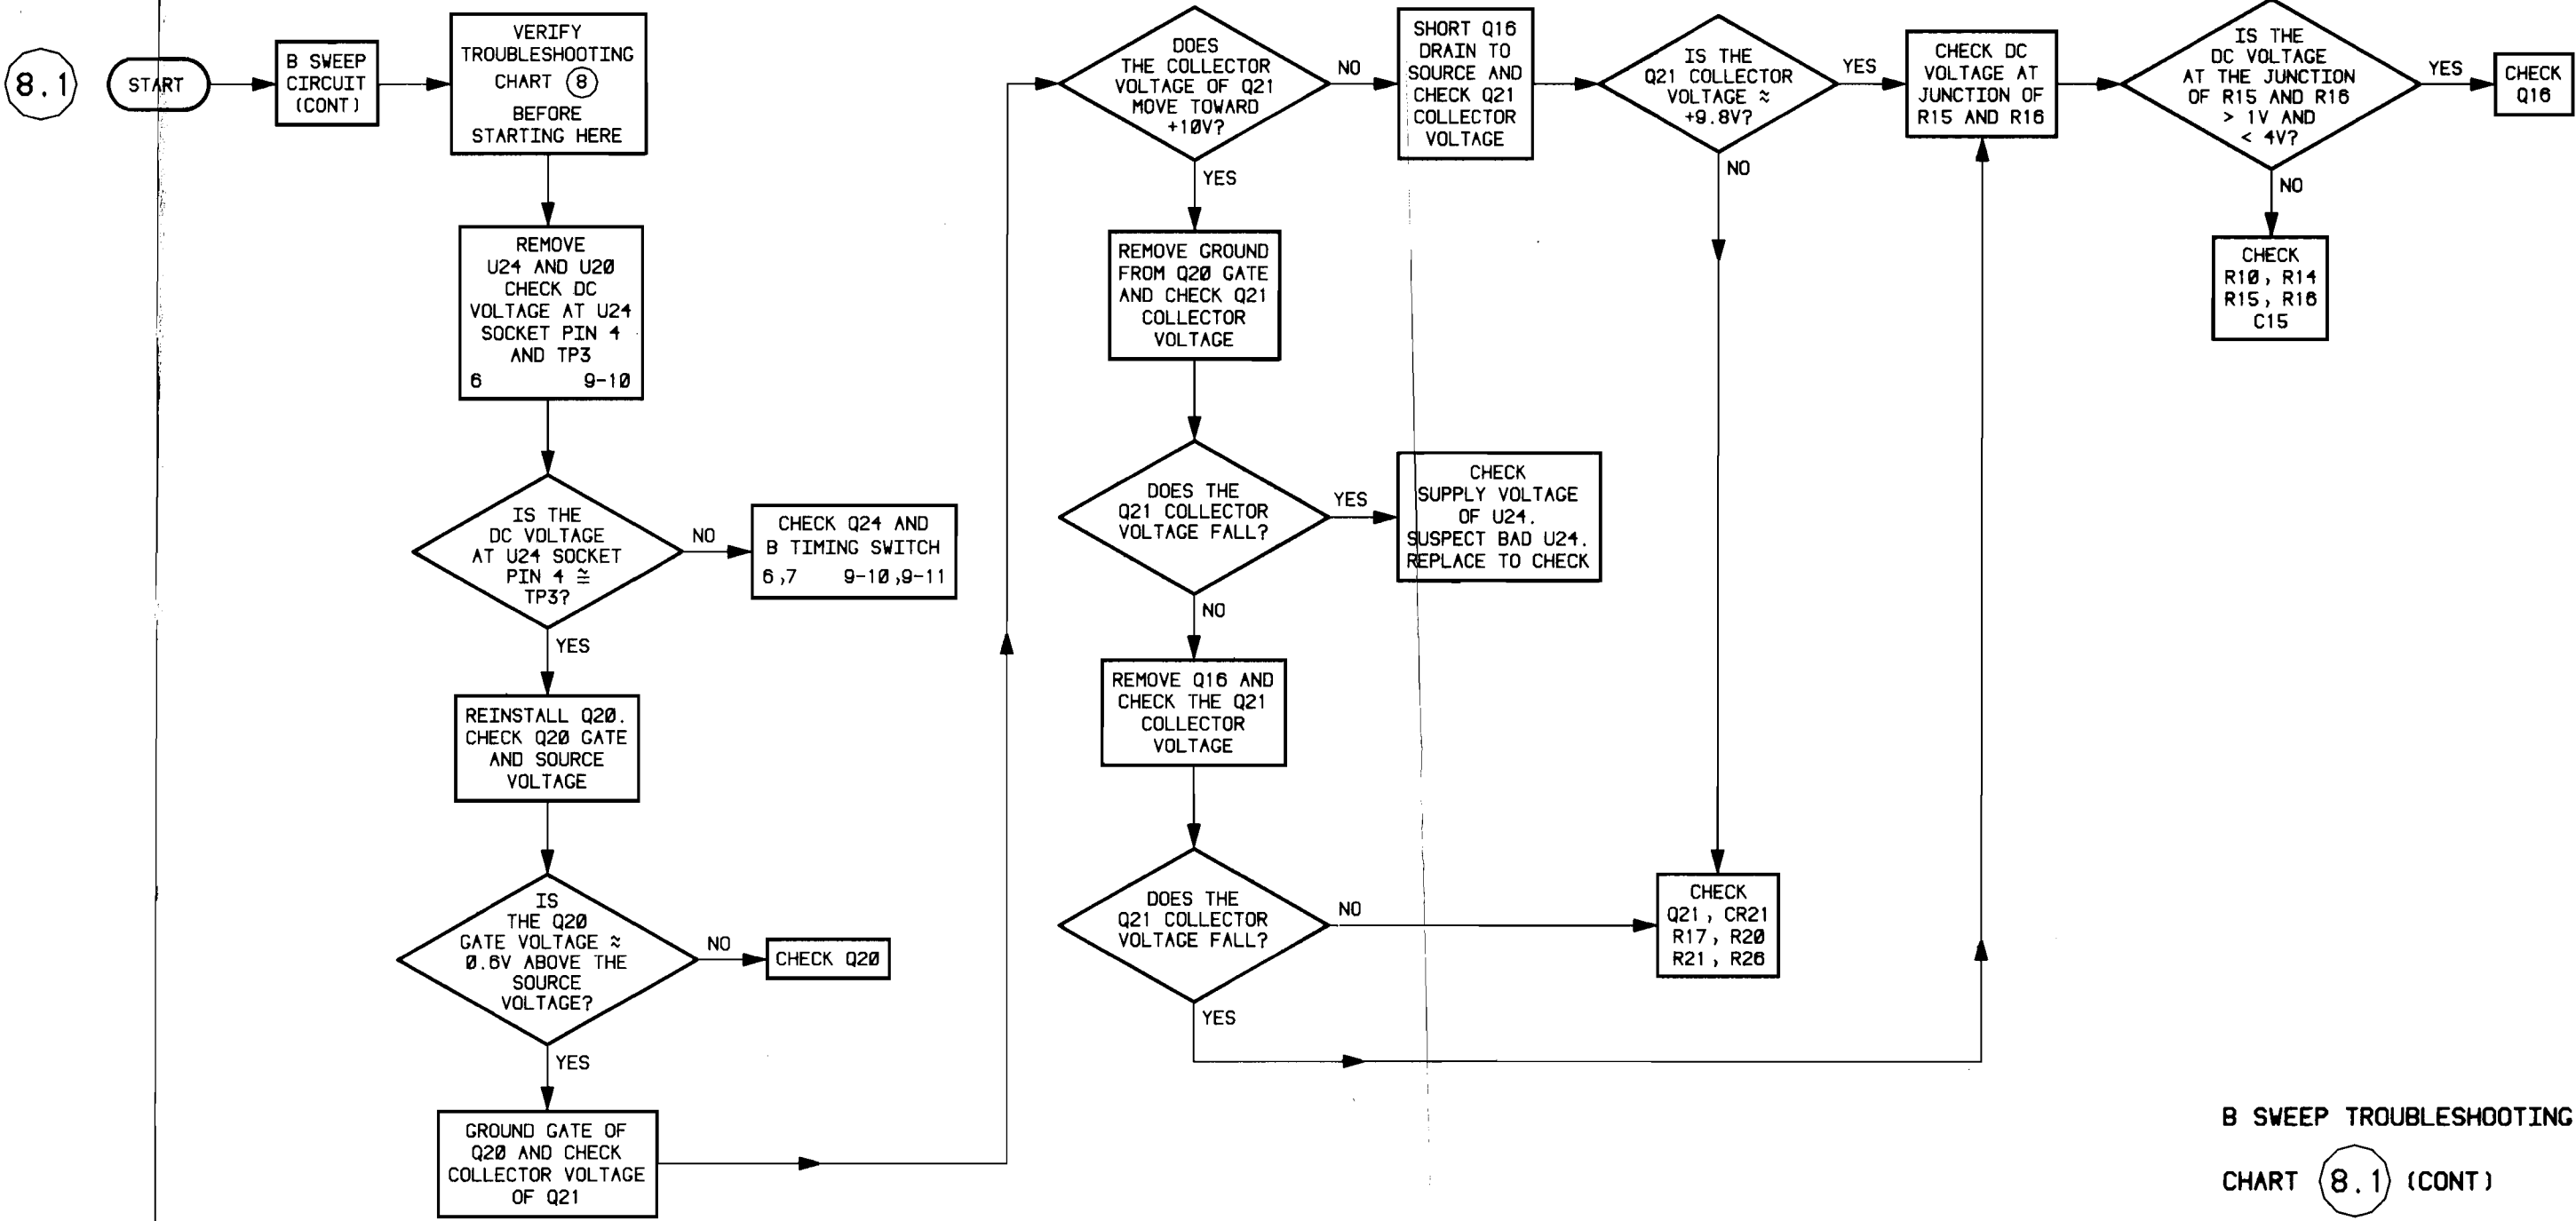 8.1
START
B SWEEP
CIRCUIT
(CONT)
VERIFY
TROUBLESHOOTING
CHART 8
BEFORE
STARTING HERE
REMOVE
U24 AND U20
CHECK DC
VOLTAGE AT U24
SOCKET PIN 4
AND TP3
6 9-10
IS THE
DC VOLTAGE
AT U24 SOCKET
PIN 4 ≅
TP3?
NO
CHECK Q24 AND
B TIMING SWITCH
6,7 9-10,9-11
YES
REINSTALL Q20.
CHECK Q20 GATE
AND SOURCE
VOLTAGE
IS
THE Q20
GATE VOLTAGE ≈
0.6V ABOVE THE
SOURCE
VOLTAGE?
NO
CHECK Q20
YES
GROUND GATE OF
Q20 AND CHECK
COLLECTOR VOLTAGE
OF Q21
DOES
THE COLLECTOR
VOLTAGE OF Q21
MOVE TOWARD
+10V?
NO
YES
REMOVE GROUND
FROM Q20 GATE
AND CHECK Q21
COLLECTOR
VOLTAGE
DOES THE
Q21 COLLECTOR
VOLTAGE FALL?
YES
CHECK
SUPPLY VOLTAGE
OF U24.
SUSPECT BAD U24.
REPLACE TO CHECK
NO
REMOVE Q16 AND
CHECK THE Q21
COLLECTOR
VOLTAGE
DOES THE
Q21 COLLECTOR
VOLTAGE FALL?
NO
YES
SHORT Q16
DRAIN TO
SOURCE AND
CHECK Q21
COLLECTOR
VOLTAGE
IS THE
Q21 COLLECTOR
VOLTAGE ≈
+9.8V?
YES
NO
CHECK
Q21, CR21
R17, R20
R21, R26
CHECK DC
VOLTAGE AT
JUNCTION OF
R15 AND R16
IS THE
DC VOLTAGE
AT THE JUNCTION
OF R15 AND R16
> 1V AND
< 4V?
YES
CHECK
Q16
NO
CHECK
R10, R14
R15, R16
C15
B SWEEP TROUBLESHOOTING
CHART 8.1 (CONT)